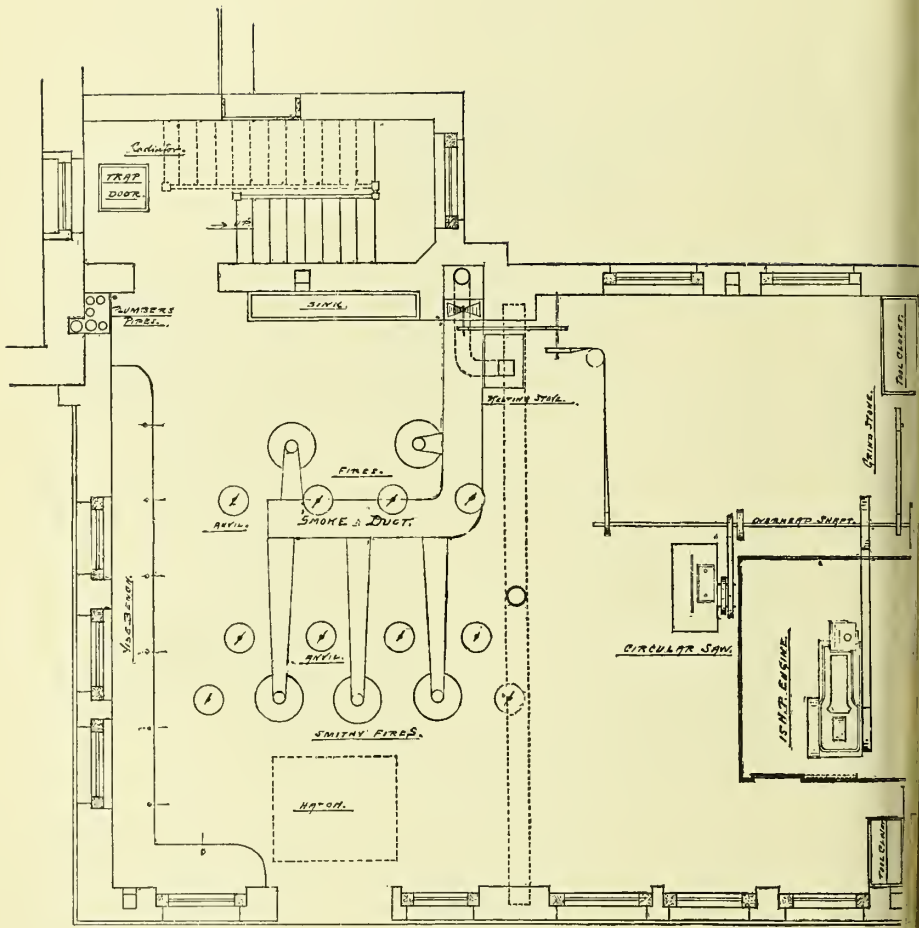 Radiator.
TRAP
DOOR.
→ UP
SINK.
PLUMBERS
PIPES.
MELTING STOVE.
TOOL CLOSET.
GRIND STONE.
FIRES.
ANVIL.
SMOKE DUCT.
OVERHEAD SHAFT.
VISE BENCH.
CIRCULAR SAW.
ANVIL.
15 H.P. ENGINE.
SMITHY FIRES.
HATCH.
TOOL CLOSET